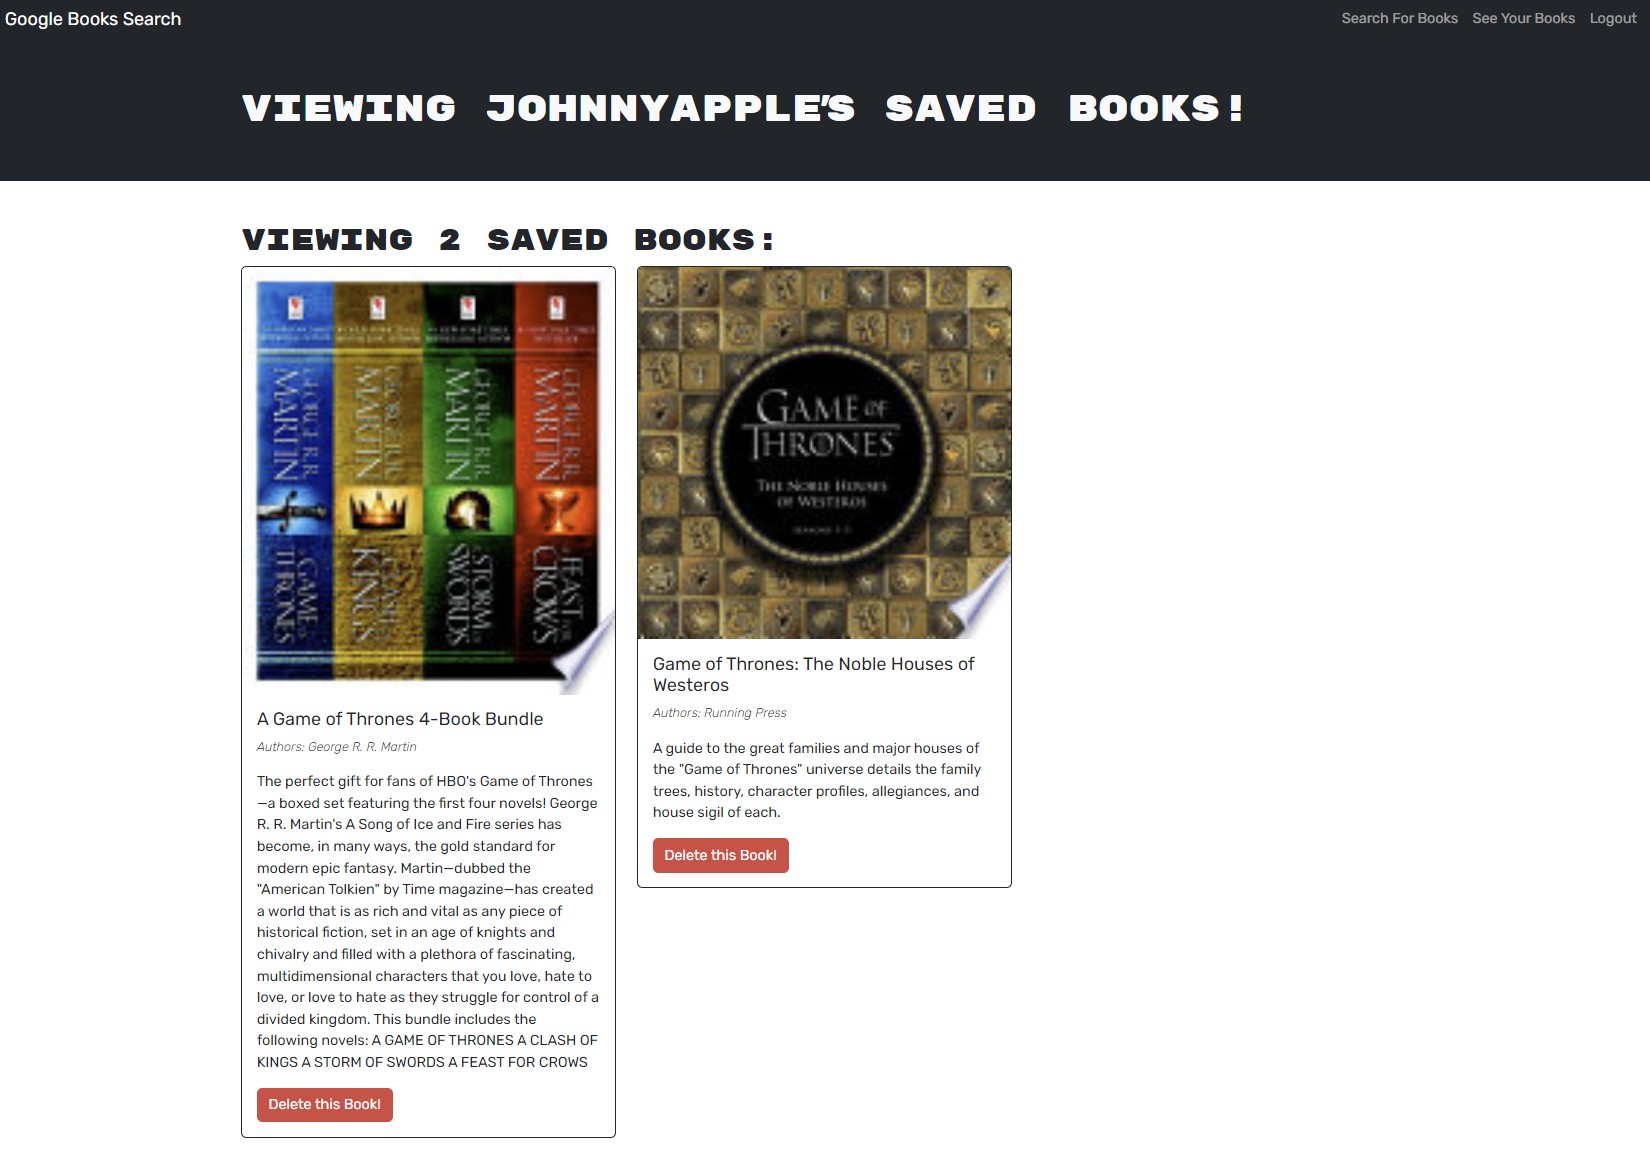 Google Books Search
Search For Books See Your Books Logout
VIEWING JOHNNYAPPLE'S SAVED BOOKS!
VIEWING 2 SAVED BOOKS:
GEORGE R.R.
MARTIN
A GAME OF
THRONES
GEORGE R.R.
MARTIN
A CLASH OF
KINGS
GEORGE R.R.
MARTIN
A STORM OF
SWORDS
GEORGE R.R.
MARTIN
A FEAST FOR
CROWS
A Game of Thrones 4-Book Bundle
Authors: George R. R. Martin
The perfect gift for fans of HBO's Game of Thrones
—a boxed set featuring the first four novels! George
R. R. Martin's A Song of Ice and Fire series has
become, in many ways, the gold standard for
modern epic fantasy. Martin—dubbed the
"American Tolkien" by Time magazine—has created
a world that is as rich and vital as any piece of
historical fiction, set in an age of knights and
chivalry and filled with a plethora of fascinating,
multidimensional characters that you love, hate to
love, or love to hate as they struggle for control of a
divided kingdom. This bundle includes the
following novels: A GAME OF THRONES A CLASH OF
KINGS A STORM OF SWORDS A FEAST FOR CROWS
Delete this Book!
GAME OF
THRONES
THE NOBLE HOUSES
OF WESTEROS
Game of Thrones: The Noble Houses of
Westeros
Authors: Running Press
A guide to the great families and major houses of
the "Game of Thrones" universe details the family
trees, history, character profiles, allegiances, and
house sigil of each.
Delete this Book!